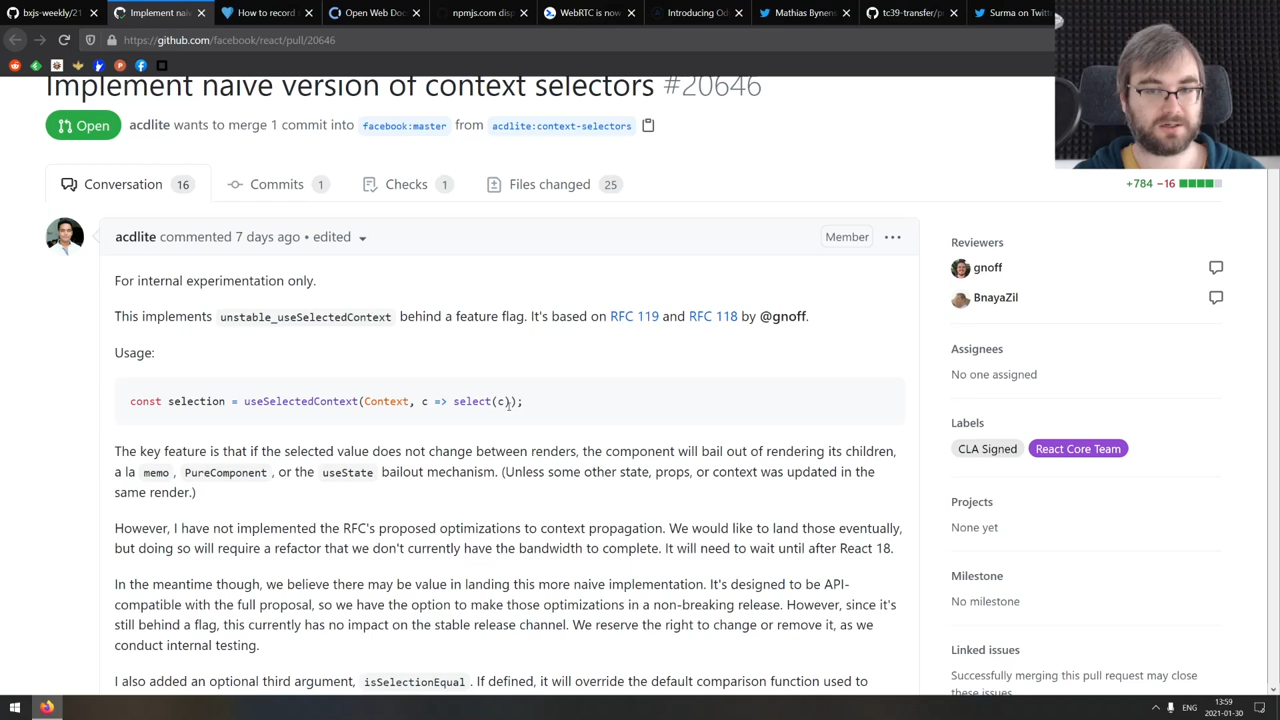 bxjs-weekly/21
Implement naiv
How to record
Open Web Doc
npmjs.com disp
WebRTC is now
Introducing Od
Mathias Bynens
tc39-transfer/p
Surma on Twitt
https://github.com/facebook/react/pull/20646
Implement naive version of context selectors #20646
Open acdlite wants to merge 1 commit into facebook:master from acdlite:context-selectors
Conversation 16 Commits 1 Checks 1 Files changed 25
+784 −16
acdlite commented 7 days ago • edited
Member
For internal experimentation only.
This implements unstable_useSelectedContext behind a feature flag. It's based on RFC 119 and RFC 118 by @gnoff.
Usage:
const selection = useSelectedContext(Context, c => select(c));
The key feature is that if the selected value does not change between renders, the component will bail out of rendering its children,
a la memo , PureComponent , or the useState bailout mechanism. (Unless some other state, props, or context was updated in the
same render.)
However, I have not implemented the RFC's proposed optimizations to context propagation. We would like to land those eventually,
but doing so will require a refactor that we don't currently have the bandwidth to complete. It will need to wait until after React 18.
In the meantime though, we believe there may be value in landing this more naive implementation. It's designed to be API-
compatible with the full proposal, so we have the option to make those optimizations in a non-breaking release. However, since it's
still behind a flag, this currently has no impact on the stable release channel. We reserve the right to change or remove it, as we
conduct internal testing.
I also added an optional third argument, isSelectionEqual . If defined, it will override the default comparison function used to
Reviewers
gnoff
BnayaZil
Assignees
No one assigned
Labels
CLA Signed React Core Team
Projects
None yet
Milestone
No milestone
Linked issues
Successfully merging this pull request may close
these issues.
ENG
13:59
2021-01-30